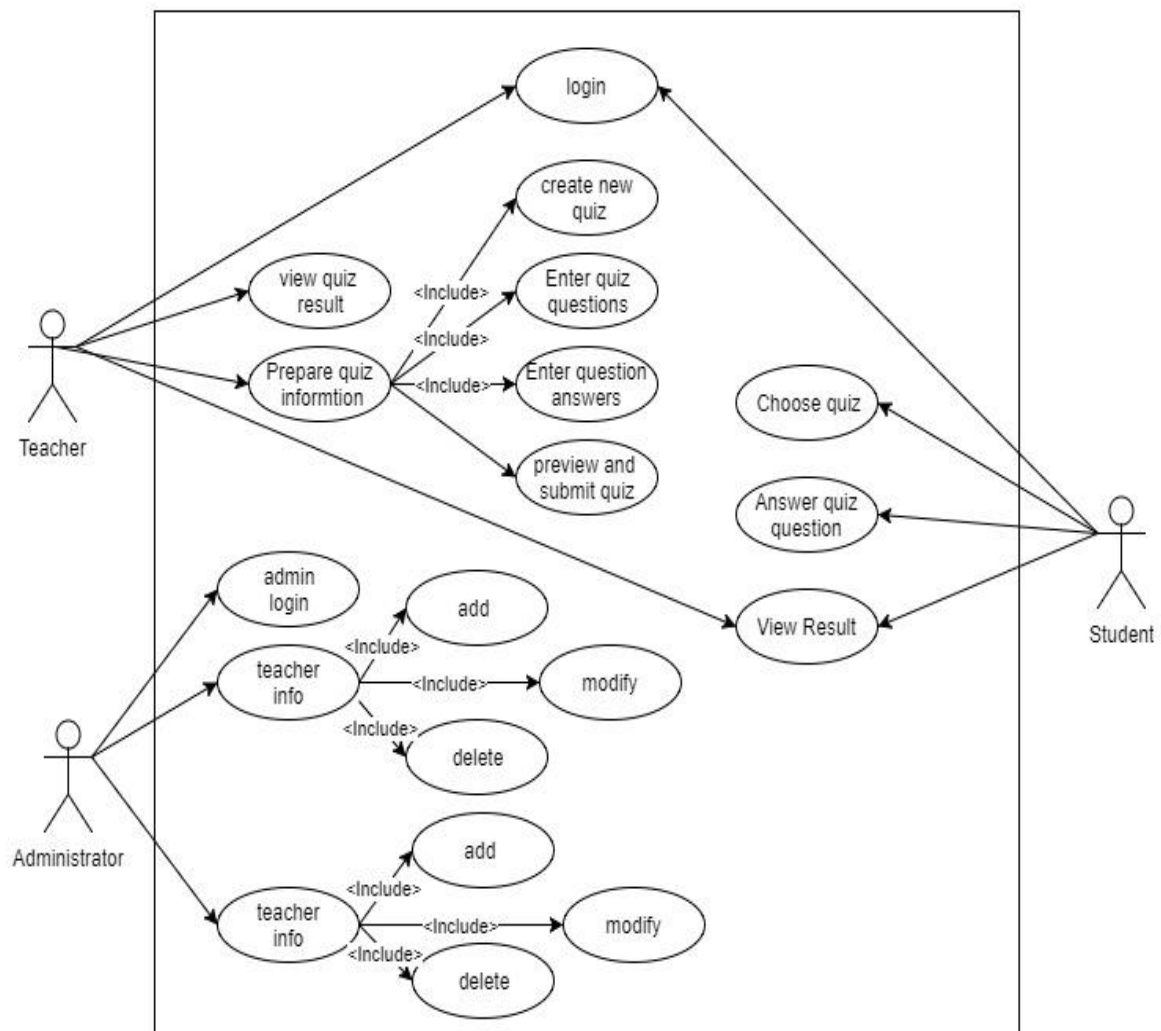 login
create new
quiz
view quiz
result
<Include>
Enter quiz
questions
<Include>
Prepare quiz
informtion
<Include>
Enter question
answers
Choose quiz
Teacher
preview and
submit quiz
Answer quiz
question
admin
login
add
View Result
Student
<Include>
teacher
info
<Include>
modify
<Include>
delete
Administrator
add
<Include>
teacher
info
<Include>
modify
<Include>
delete